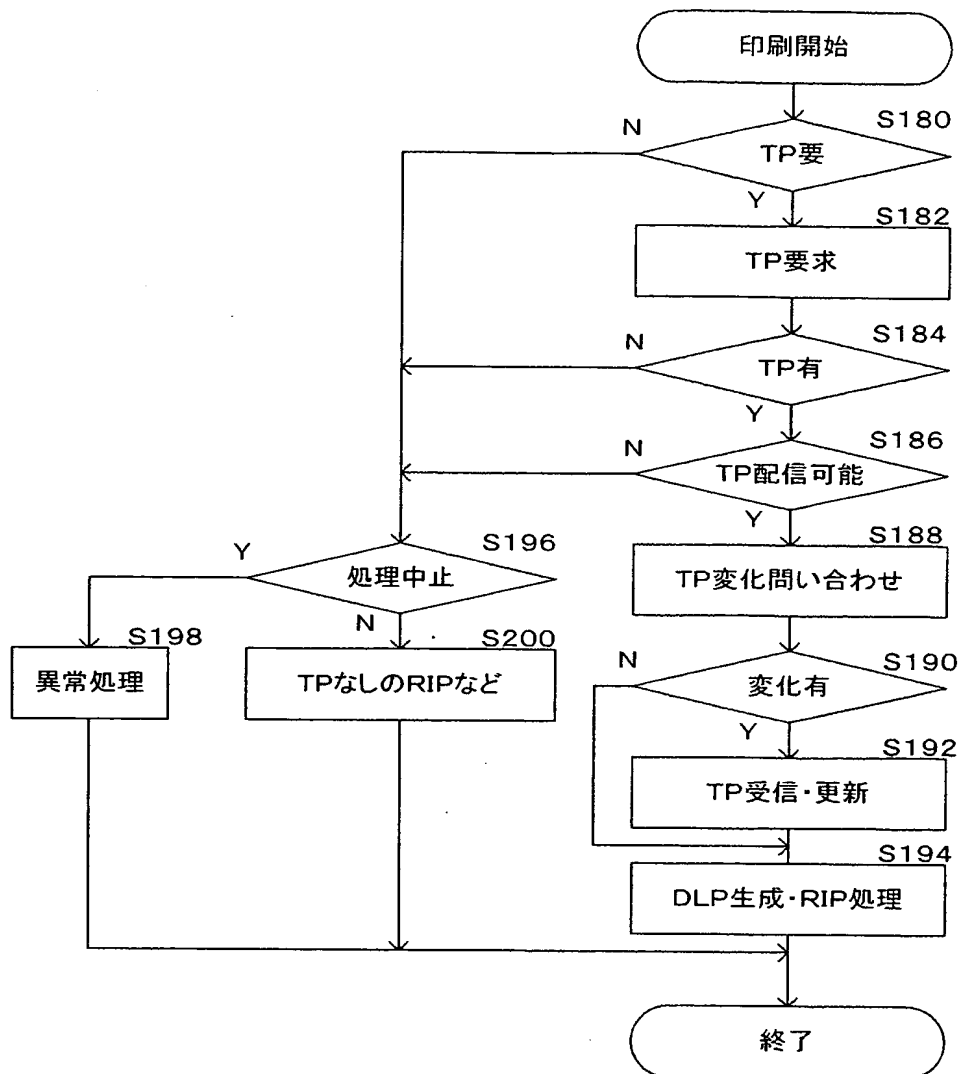 印刷開始
S180
N
TP要
Y
S182
TP要求
S184
N
TP有
Y
S186
N
TP配信可能
Y
S188
TP変化問い合わせ
S196
Y
処理中止
N
S198
異常処理
S200
TPなしのRIPなど
S190
N
変化有
Y
S192
TP受信・更新
S194
DLP生成・RIP処理
終了